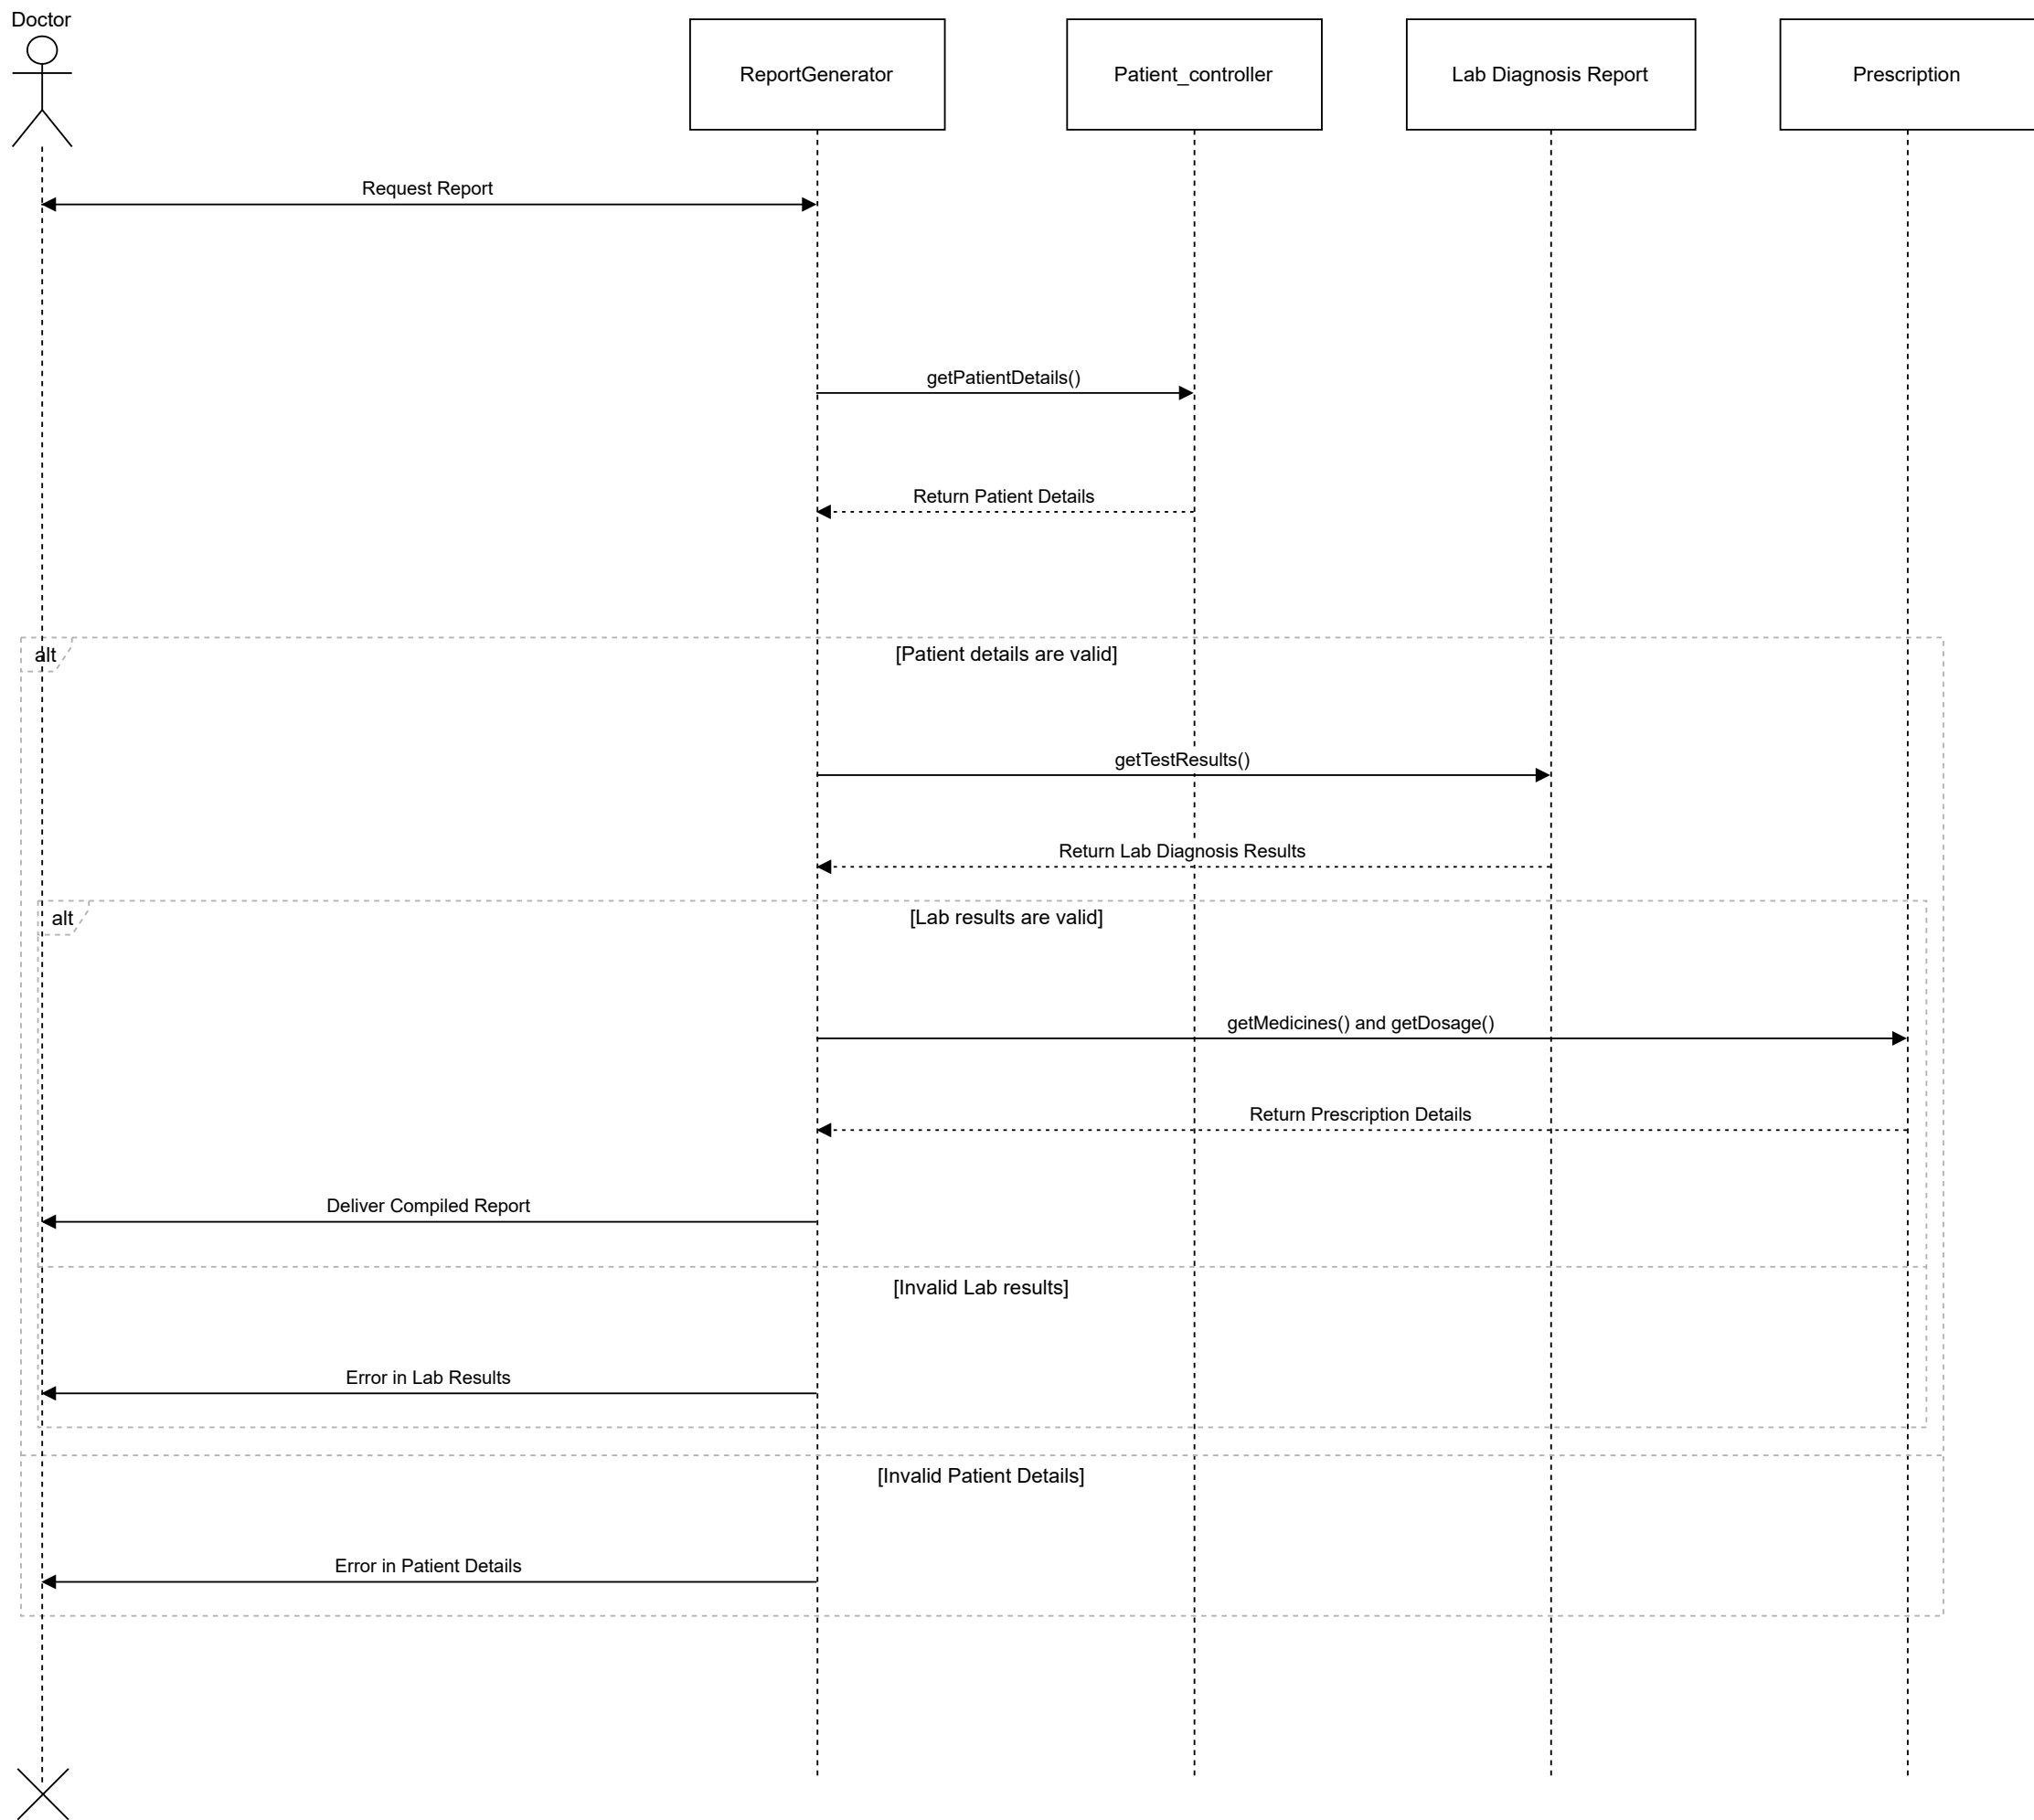 Doctor
ReportGenerator
Patient_controller
Lab Diagnosis Report
Prescription
Request Report
getPatientDetails()
Return Patient Details
alt
[Patient details are valid]
getTestResults()
Return Lab Diagnosis Results
alt
[Lab results are valid]
getMedicines() and getDosage()
Return Prescription Details
Deliver Compiled Report
[Invalid Lab results]
Error in Lab Results
[Invalid Patient Details]
Error in Patient Details